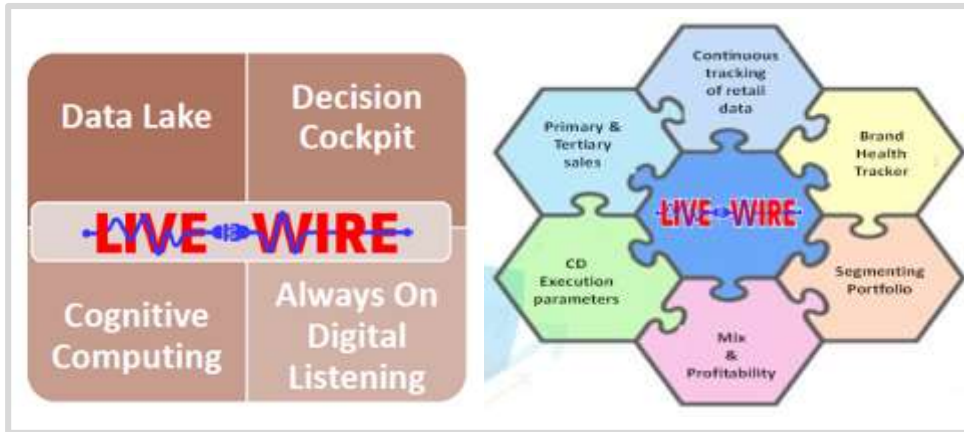 Data Lake
Decision
Cockpit
LIVE WIRE
Cognitive
Computing
Always On
Digital
Listening
Continuous
tracking
of retail
data
Primary &
Tertiary
sales
Brand
Health
Tracker
LIVE WIRE
CD
Execution
parameters
Segmenting
Portfolio
Mix
&
Profitability